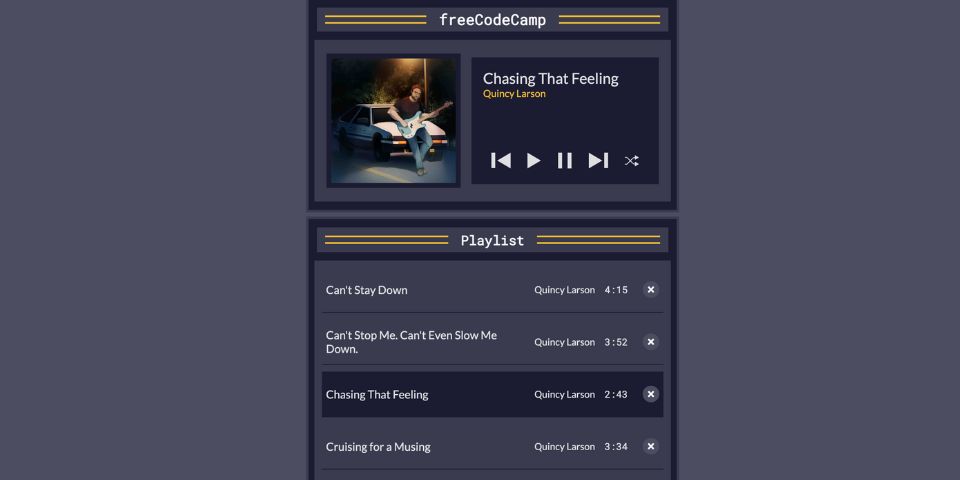 freeCodeCamp
Chasing That Feeling
Quincy Larson
Playlist
Can't Stay Down Quincy Larson 4:15
Can't Stop Me. Can't Even Slow Me
Down. Quincy Larson 3:52
Chasing That Feeling Quincy Larson 2:43
Cruising for a Musing Quincy Larson 3:34